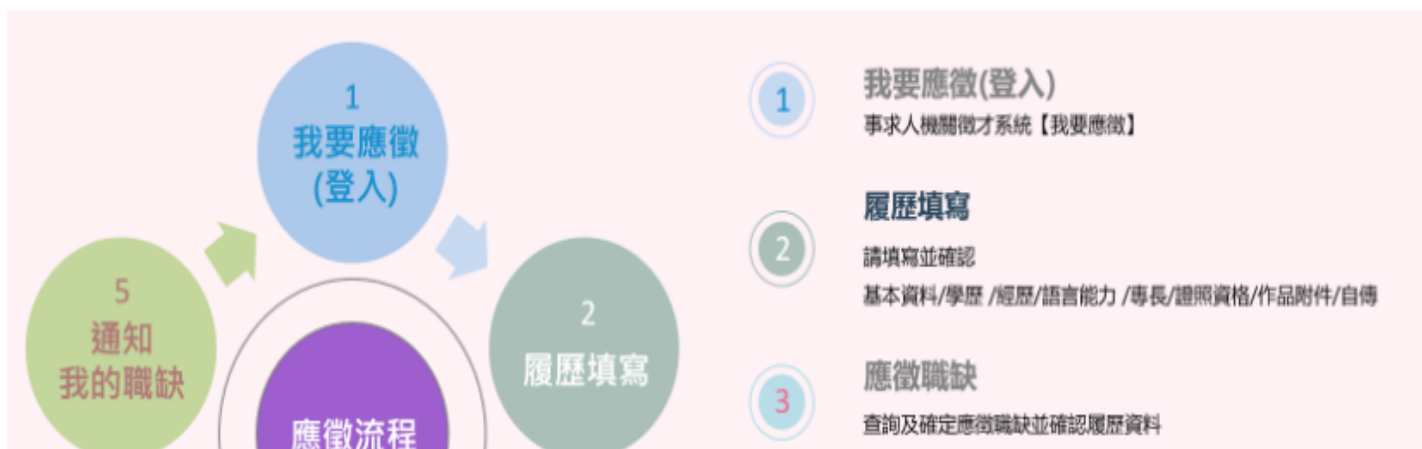 1
我要應徵
(登入)
5
通知
我的職缺
2
履歷填寫
應徵流程
1
我要應徵(登入)
事求人機關徵才系統【我要應徵】
2
履歷填寫
請填寫並確認
基本資料/學歷 /經歷/語言能力 /專長/證照資格/作品附件/自傳
3
應徵職缺
查詢及確定應徵職缺並確認履歷資料